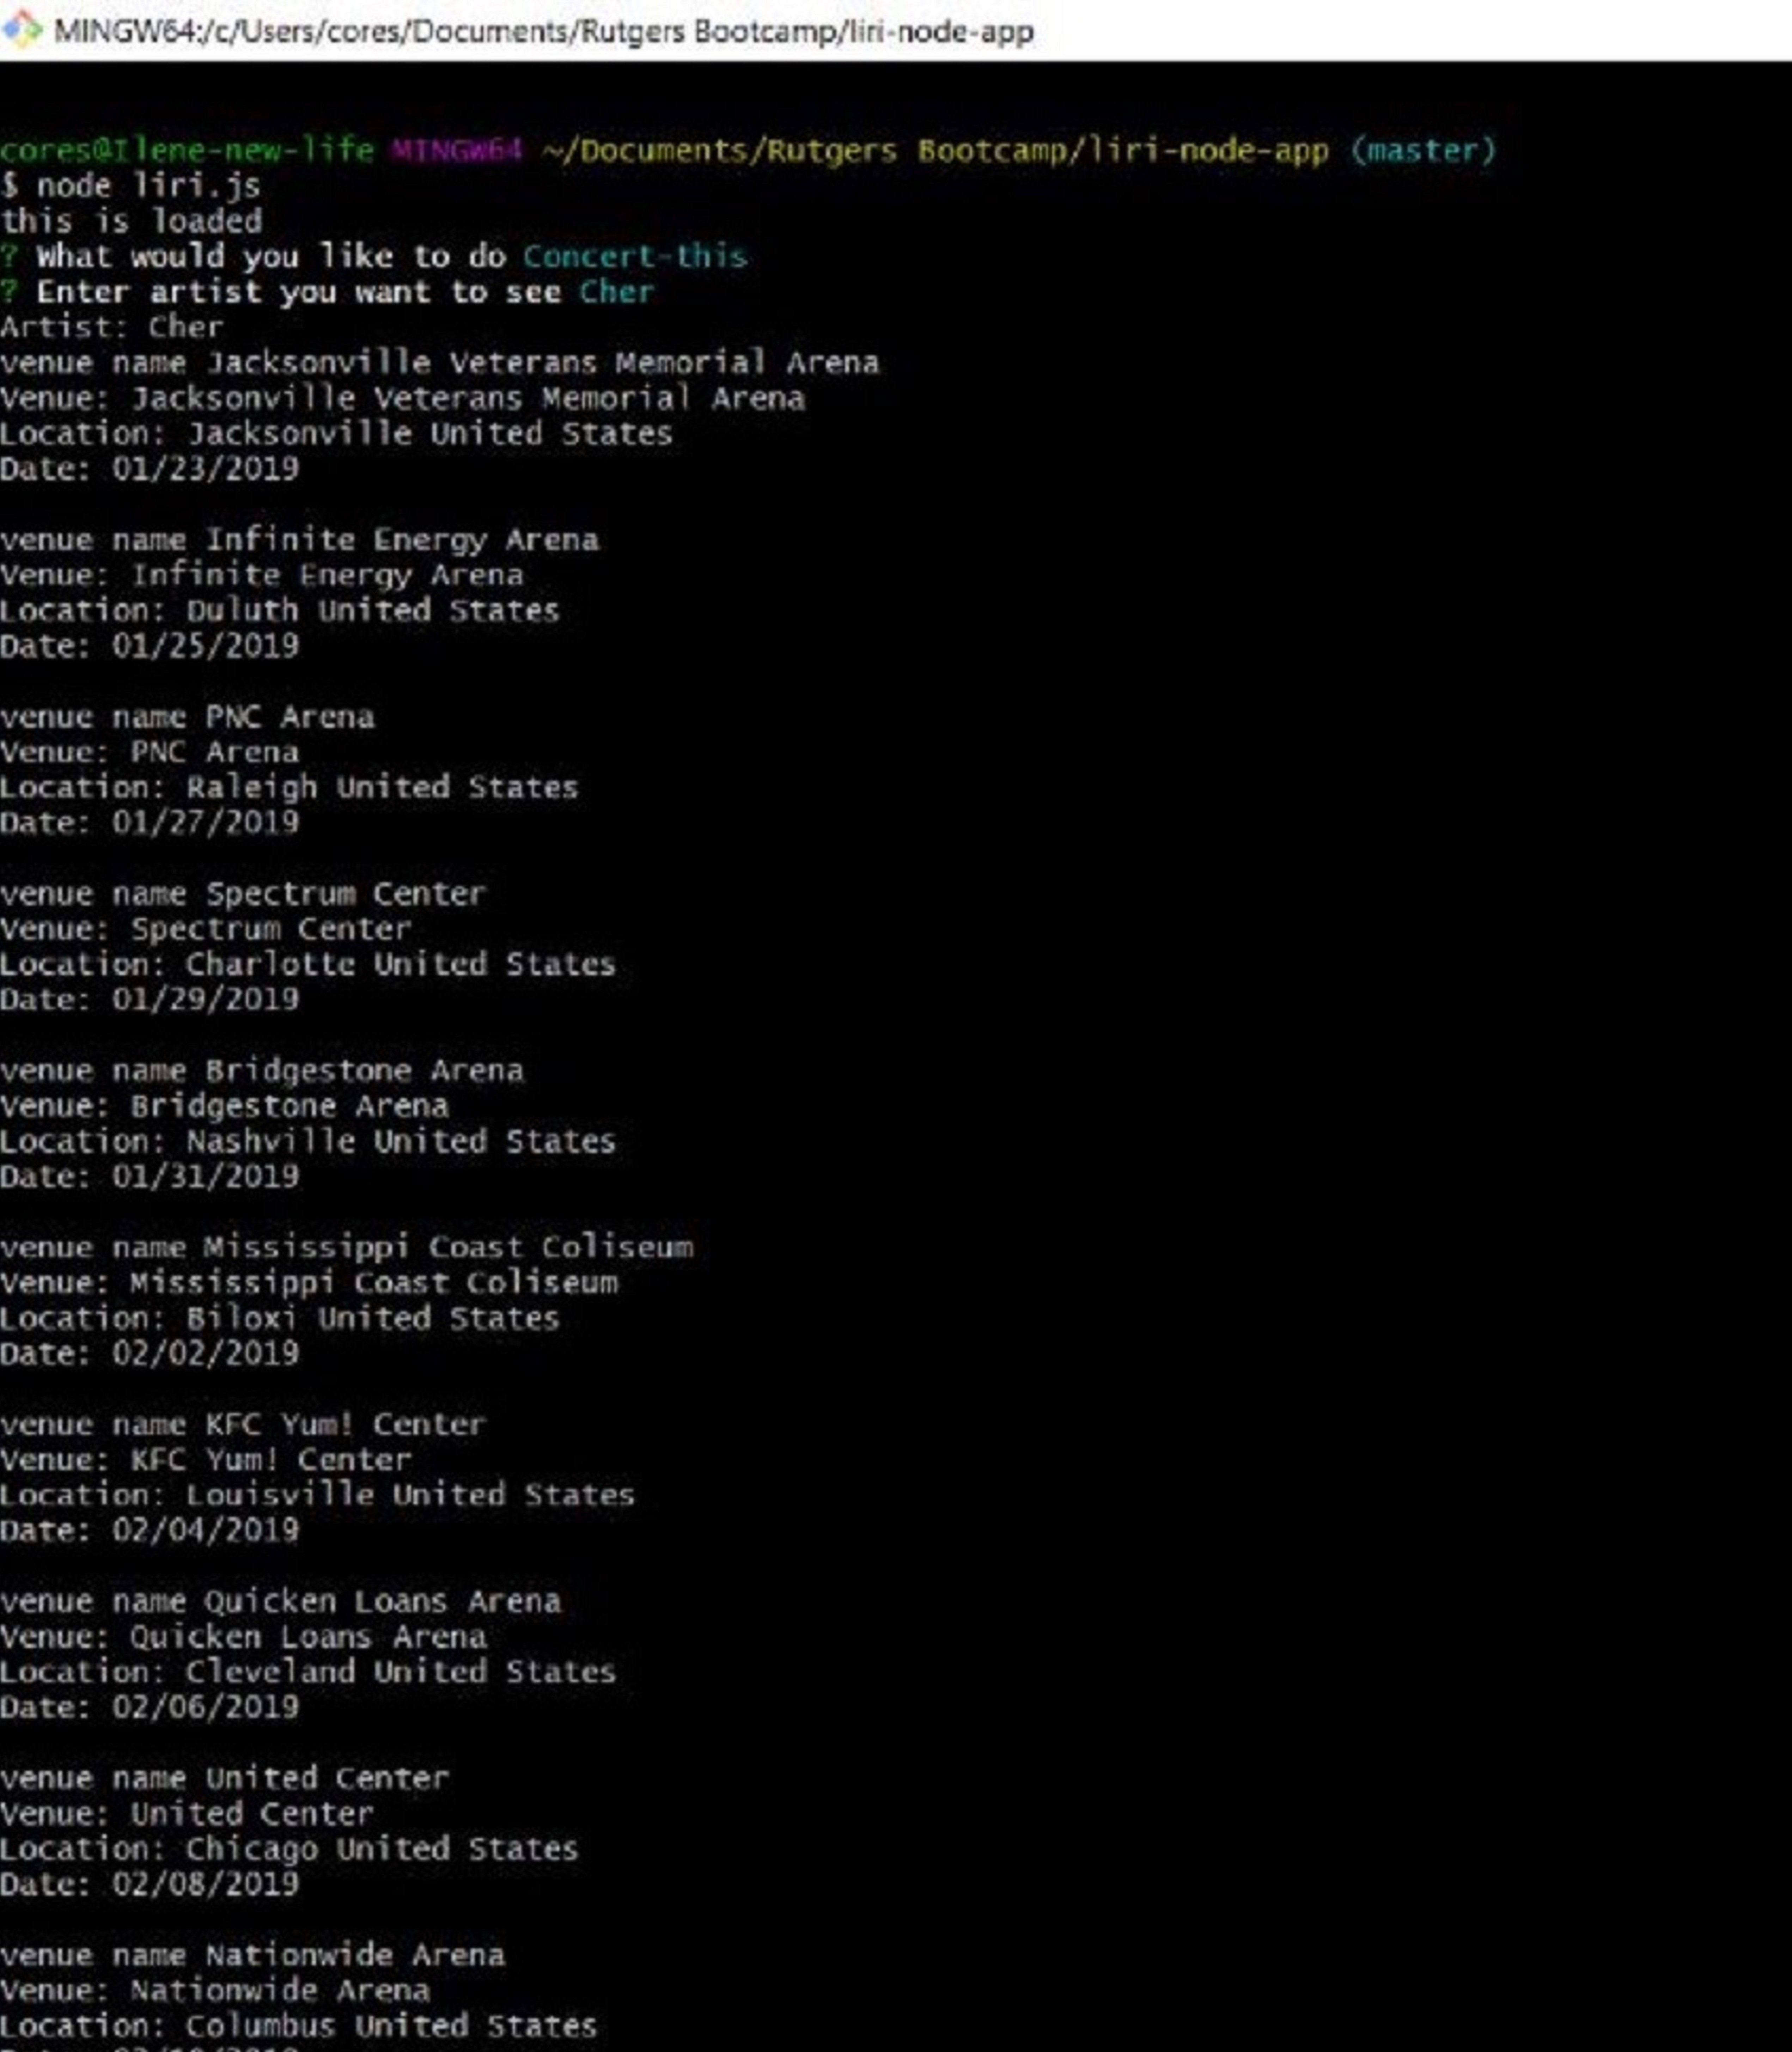 MINGW64:/c/Users/cores/Documents/Rutgers Bootcamp/liri-node-app
cores@Ilene-new-life MINGW64 ~/Documents/Rutgers Bootcamp/liri-node-app (master)
$ node liri.js
this is loaded
? What would you like to do Concert-this
? Enter artist you want to see Cher
Artist: Cher
venue name Jacksonville Veterans Memorial Arena
Venue: Jacksonville Veterans Memorial Arena
Location: Jacksonville United States
Date: 01/23/2019
venue name Infinite Energy Arena
Venue: Infinite Energy Arena
Location: Duluth United States
Date: 01/25/2019
venue name PNC Arena
Venue: PNC Arena
Location: Raleigh United States
Date: 01/27/2019
venue name Spectrum Center
Venue: Spectrum Center
Location: Charlotte United States
Date: 01/29/2019
venue name Bridgestone Arena
Venue: Bridgestone Arena
Location: Nashville United States
Date: 01/31/2019
venue name Mississippi Coast Coliseum
Venue: Mississippi Coast Coliseum
Location: Biloxi United States
Date: 02/02/2019
venue name KFC Yum! Center
Venue: KFC Yum! Center
Location: Louisville United States
Date: 02/04/2019
venue name Quicken Loans Arena
Venue: Quicken Loans Arena
Location: Cleveland United States
Date: 02/06/2019
venue name United Center
Venue: United Center
Location: Chicago United States
Date: 02/08/2019
venue name Nationwide Arena
Venue: Nationwide Arena
Location: Columbus United States